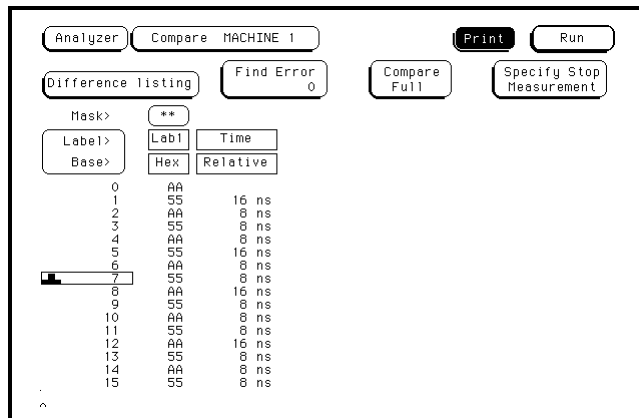 Analyzer Compare MACHINE 1 Print Run
Difference listing Find Error 0 Compare Full Specify Stop Measurement
Mask> **
Label> Lab1 Time
Base> Hex Relative
0 AA
1 55 16 ns
2 AA 8 ns
3 55 8 ns
4 AA 8 ns
5 55 16 ns
6 AA 8 ns
7 55 8 ns
8 AA 16 ns
9 55 8 ns
10 AA 8 ns
11 55 8 ns
12 AA 16 ns
13 55 8 ns
14 AA 8 ns
15 55 8 ns